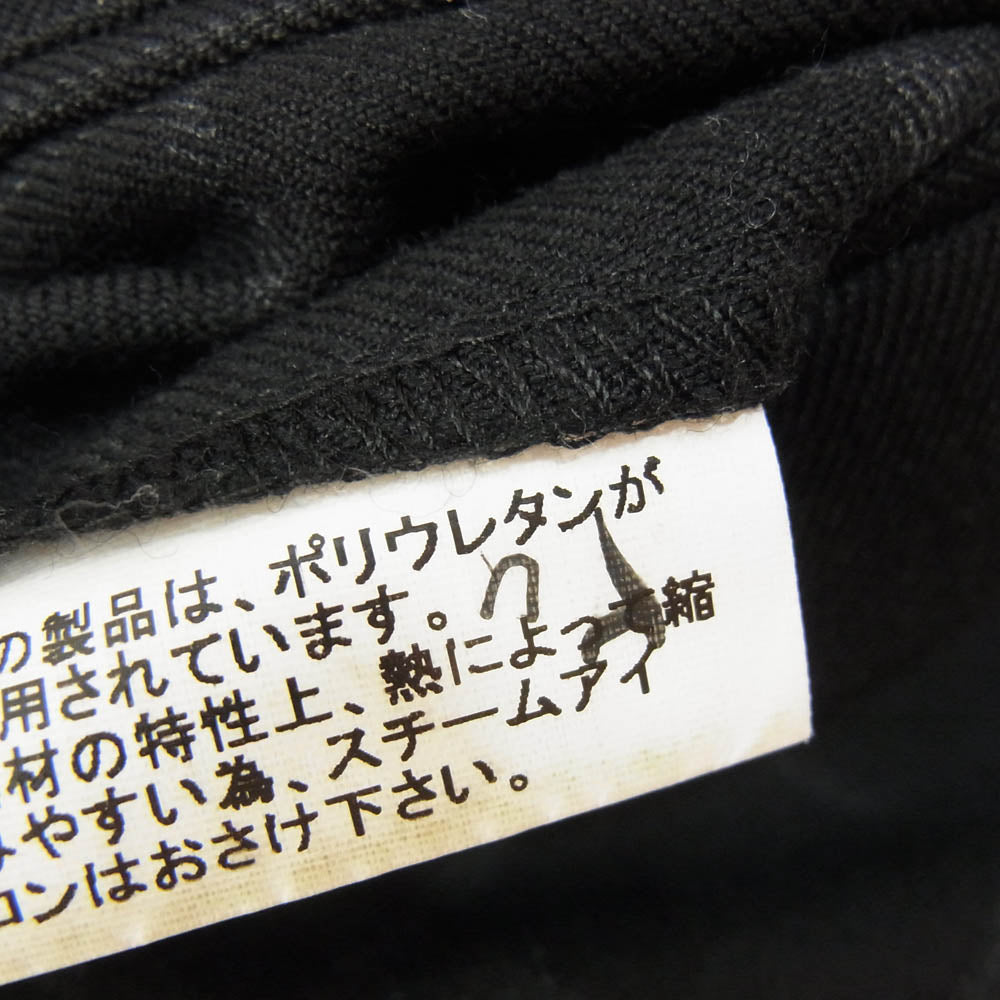 の製品は、ポリウレタンが
用されています。
材の特性上、熱によって縮
やすい為、スチームアイ
ロンはおさけ下さい。